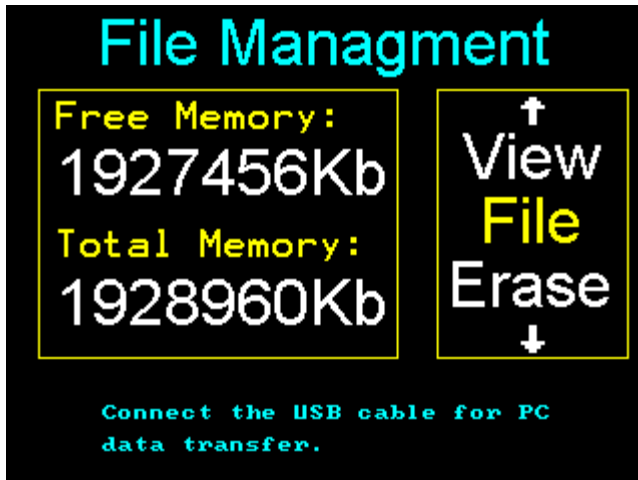 File Managment
Free Memory:
1927456Kb
Total Memory:
1928960Kb
View
File
Erase
Connect the USB cable for PC
data transfer.